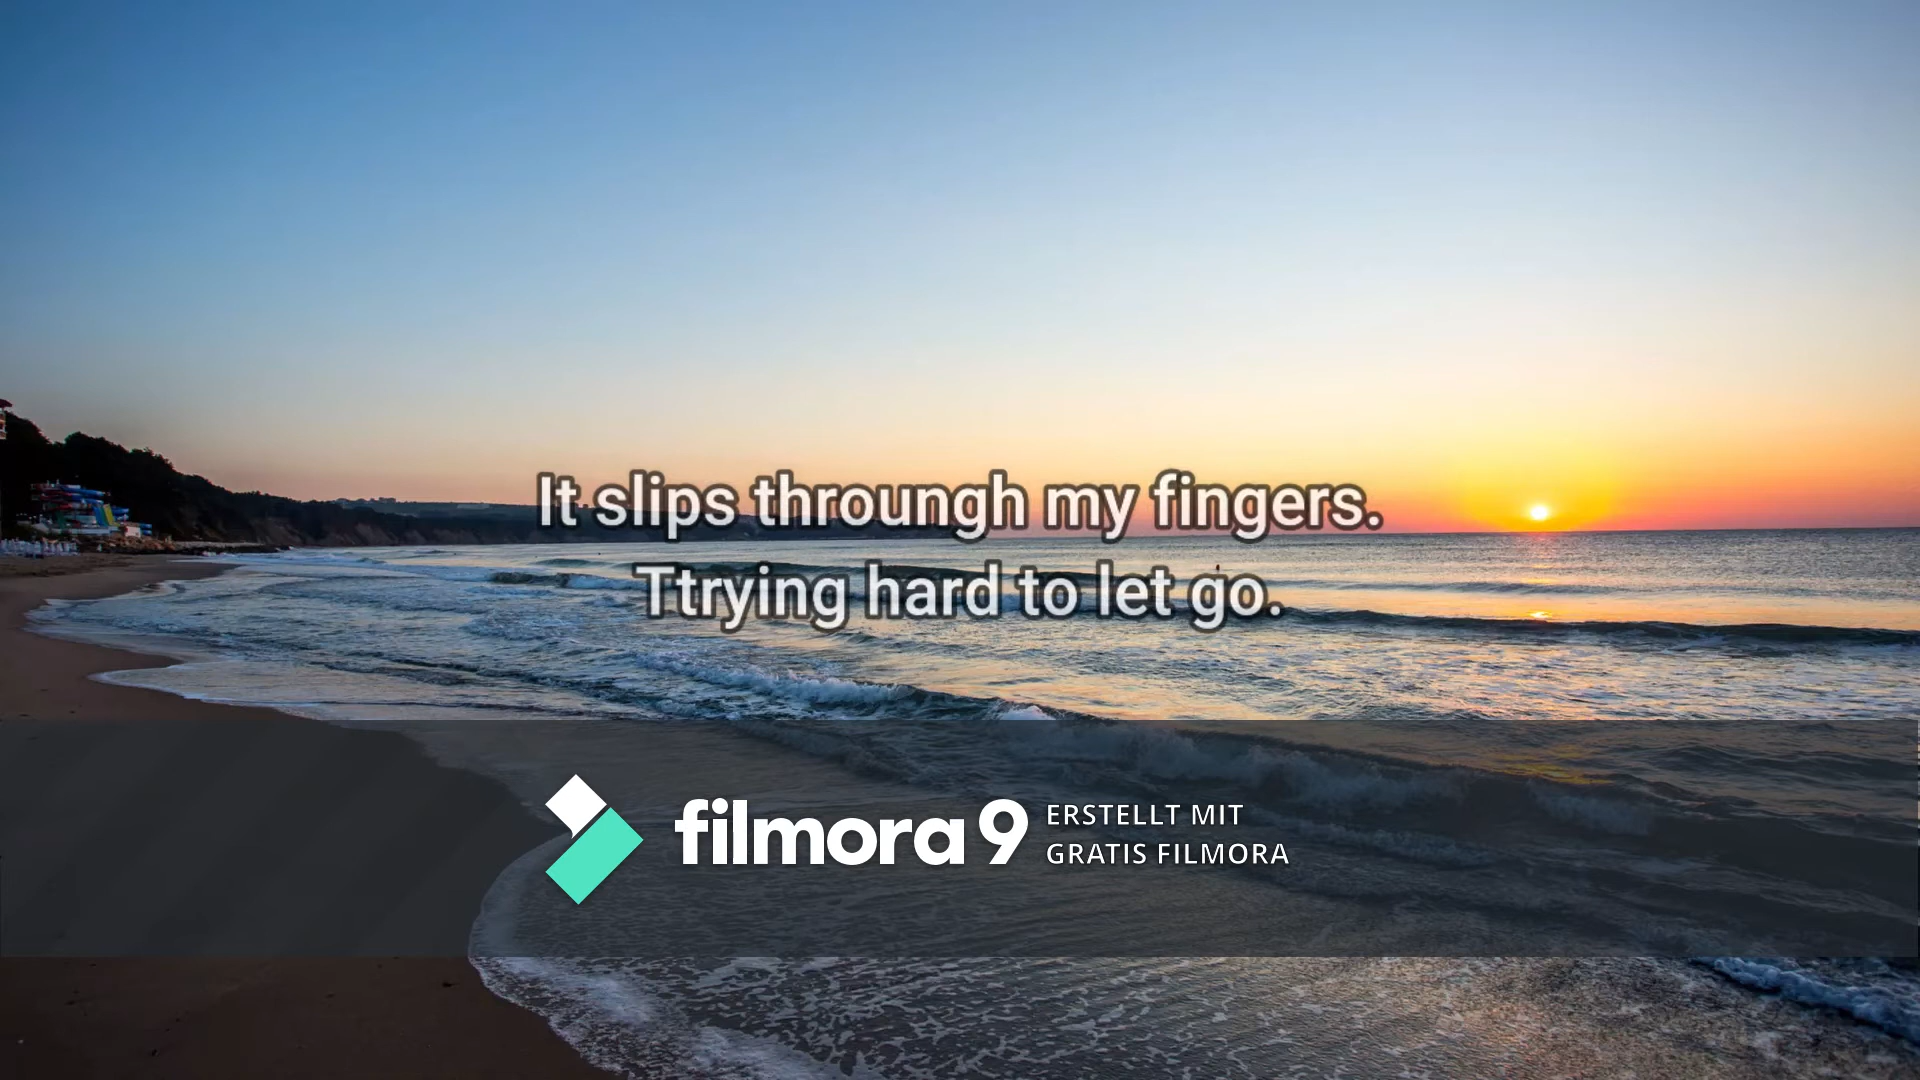 It slips throungh my fingers.
Ttrying hard to let go.
filmora 9 ERSTELLT MIT
GRATIS FILMORA